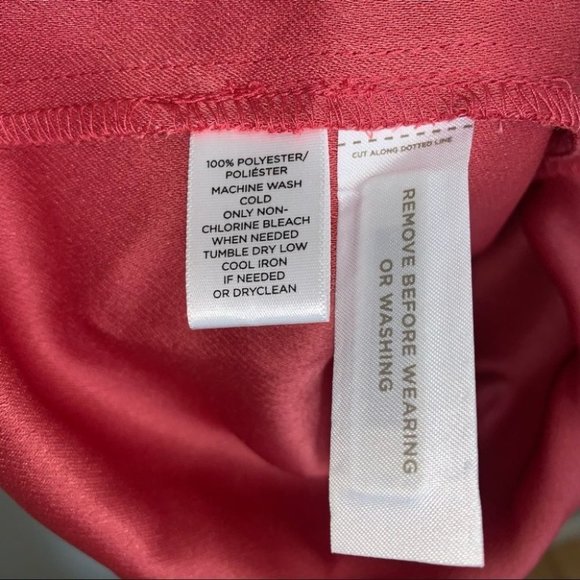 100% POLYESTER/
POLIÉSTER
MACHINE WASH
COLD
ONLY NON-
CHLORINE BLEACH
WHEN NEEDED
TUMBLE DRY LOW
COOL IRON
IF NEEDED
OR DRYCLEAN
CUT ALONG DOTTED LINE
REMOVE BEFORE WEARING
OR WASHING